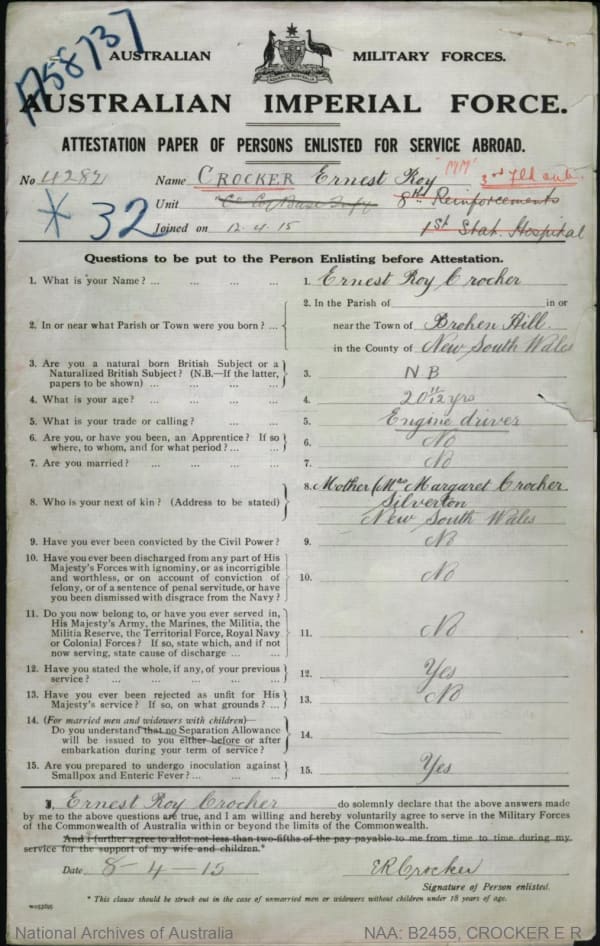 A58737
AUSTRALIAN MILITARY FORCES.
AUSTRALIAN IMPERIAL FORCE.
ATTESTATION PAPER OF PERSONS ENLISTED FOR SERVICE ABROAD.
No 4282 Name CROCKER Ernest Roy "MM" 3rd Fld amb.
* 32 Unit "C" Coy Base Infy 8th Reinforcements
Joined on 12.4.15 1st Stat. Hospital
Questions to be put to the Person Enlisting before Attestation.
1. What is your Name? ... 1. Ernest Roy Crocker
2. In or near what Parish or Town were you born? ... 2. In the Parish of in or
near the Town of Broken Hill.
in the County of New South Wales
3. Are you a natural born British Subject or a
Naturalized British Subject? (N.B.—If the latter,
papers to be shown) ... 3. N B
4. What is your age? ... 4. 20 11/12 yrs
5. What is your trade or calling? ... 5. Engine driver
6. Are you, or have you been, an Apprentice? If so
where, to whom, and for what period? ... 6. No
7. Are you married? ... 7. No
8. Who is your next of kin? (Address to be stated) 8. Mother (Mrs Margaret Crocker
Silverton
New South Wales
9. Have you ever been convicted by the Civil Power? 9. No
10. Have you ever been discharged from any part of His
Majesty's Forces with ignominy, or as incorrigible
and worthless, or on account of conviction of
felony, or of a sentence of penal servitude, or have
you been dismissed with disgrace from the Navy? 10. No
11. Do you now belong to, or have you ever served in,
His Majesty's Army, the Marines, the Militia, the
Militia Reserve, the Territorial Force, Royal Navy
or Colonial Forces? If so, state which, and if not
now serving, state cause of discharge ... 11. No
12. Have you stated the whole, if any, of your previous
service? ... 12. Yes
13. Have you ever been rejected as unfit for His
Majesty's service? If so, on what grounds? ... 13. No
14. (For married men and widowers with children)—
Do you understand that no Separation Allowance
will be issued to you either before or after
embarkation during your term of service? 14.
15. Are you prepared to undergo inoculation against
Smallpox and Enteric Fever? ... 15. Yes
I, Ernest Roy Crocker do solemnly declare that the above answers made
by me to the above questions are true, and I am willing and hereby voluntarily agree to serve in the Military Forces
of the Commonwealth of Australia within or beyond the limits of the Commonwealth.
And I further agree to allot not less than two-fifths of the pay payable to me from time to time during my
service for the support of my wife and children.*
Date 8-4-15 ERCrocker
Signature of Person enlisted.
* This clause should be struck out in the case of unmarried men or widowers without children under 18 years of age.
National Archives of Australia NAA: B2455, CROCKER E R